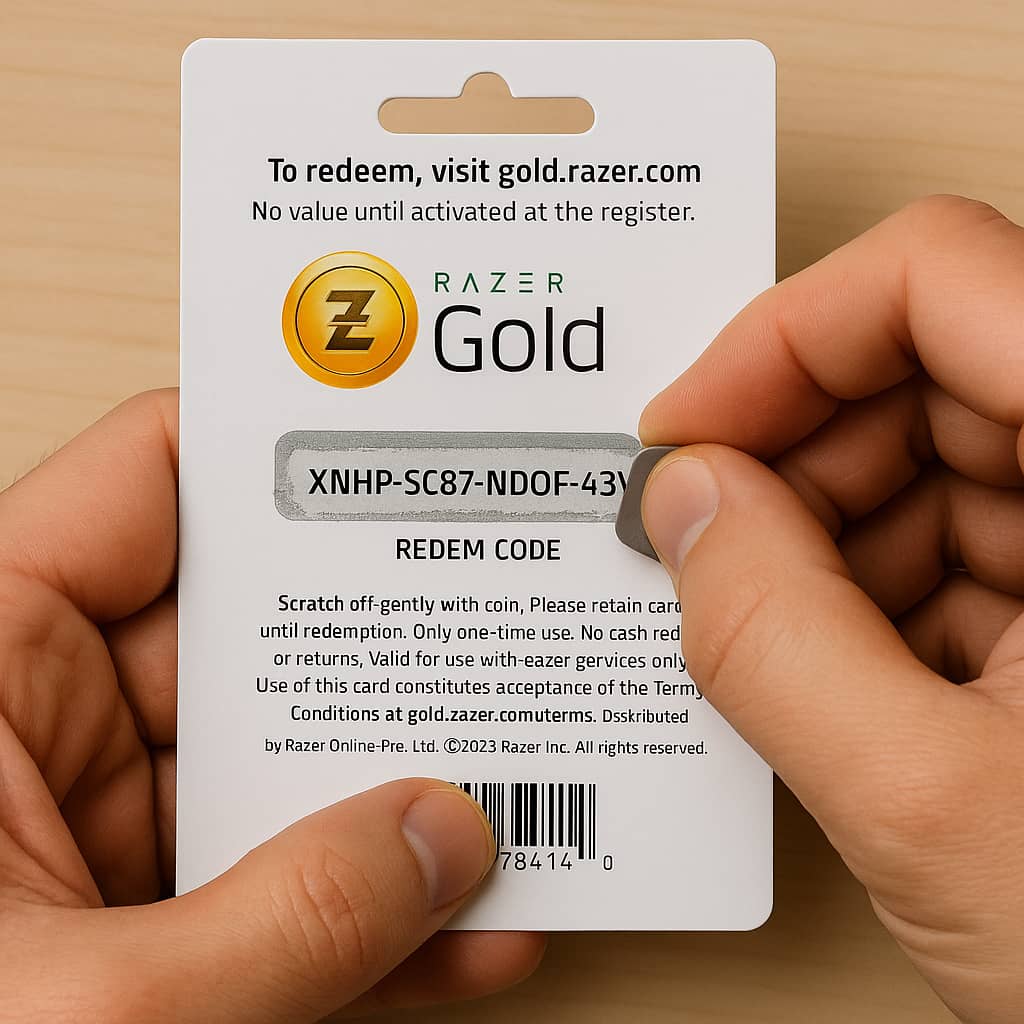 To redeem, visit gold.razer.com
No value until activated at the register.
RAZER
Gold
XNHP-SC87-NDOF-43
REDEM CODE
Scratch off-gently with coin, Please retain card
until redemption. Only one-time use. No cash red
or returns, Valid for use with-eazer gervices only
Use of this card constitutes acceptance of the Termy
Conditions at gold.zazer.comuterms. Dsskributed
by Razer Online-Pre. Ltd. ©2023 Razer Inc. All rights reserved.
78414 0